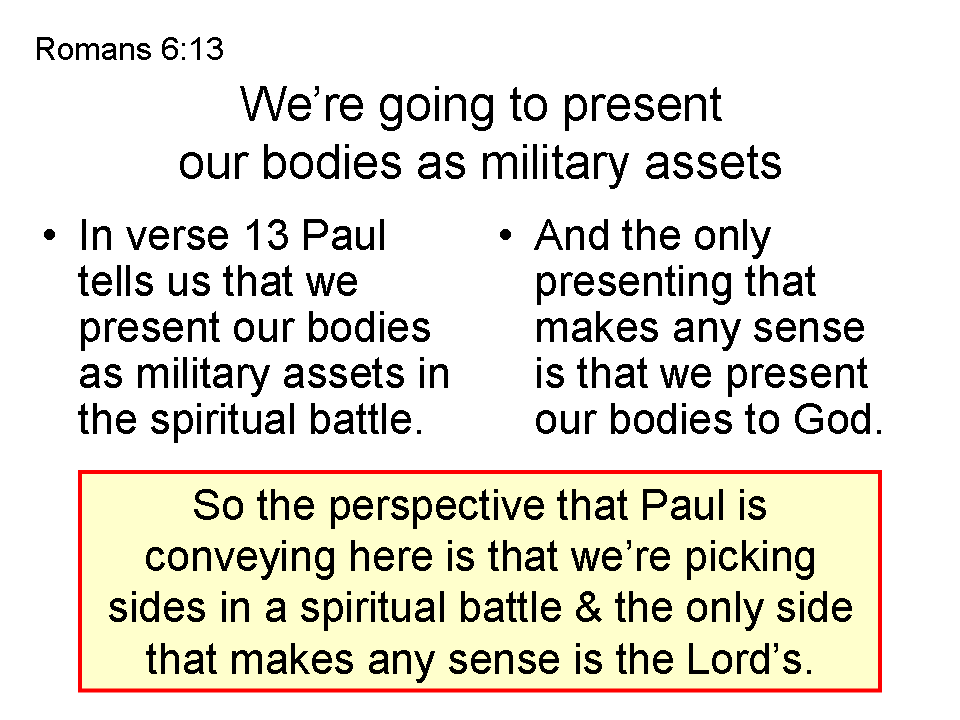 Romans 6:13
We’re going to present
our bodies as military assets
• In verse 13 Paul
tells us that we
present our bodies
as military assets in
the spiritual battle.
• And the only
presenting that
makes any sense
is that we present
our bodies to God.
So the perspective that Paul is
conveying here is that we’re picking
sides in a spiritual battle & the only side
that makes any sense is the Lord’s.